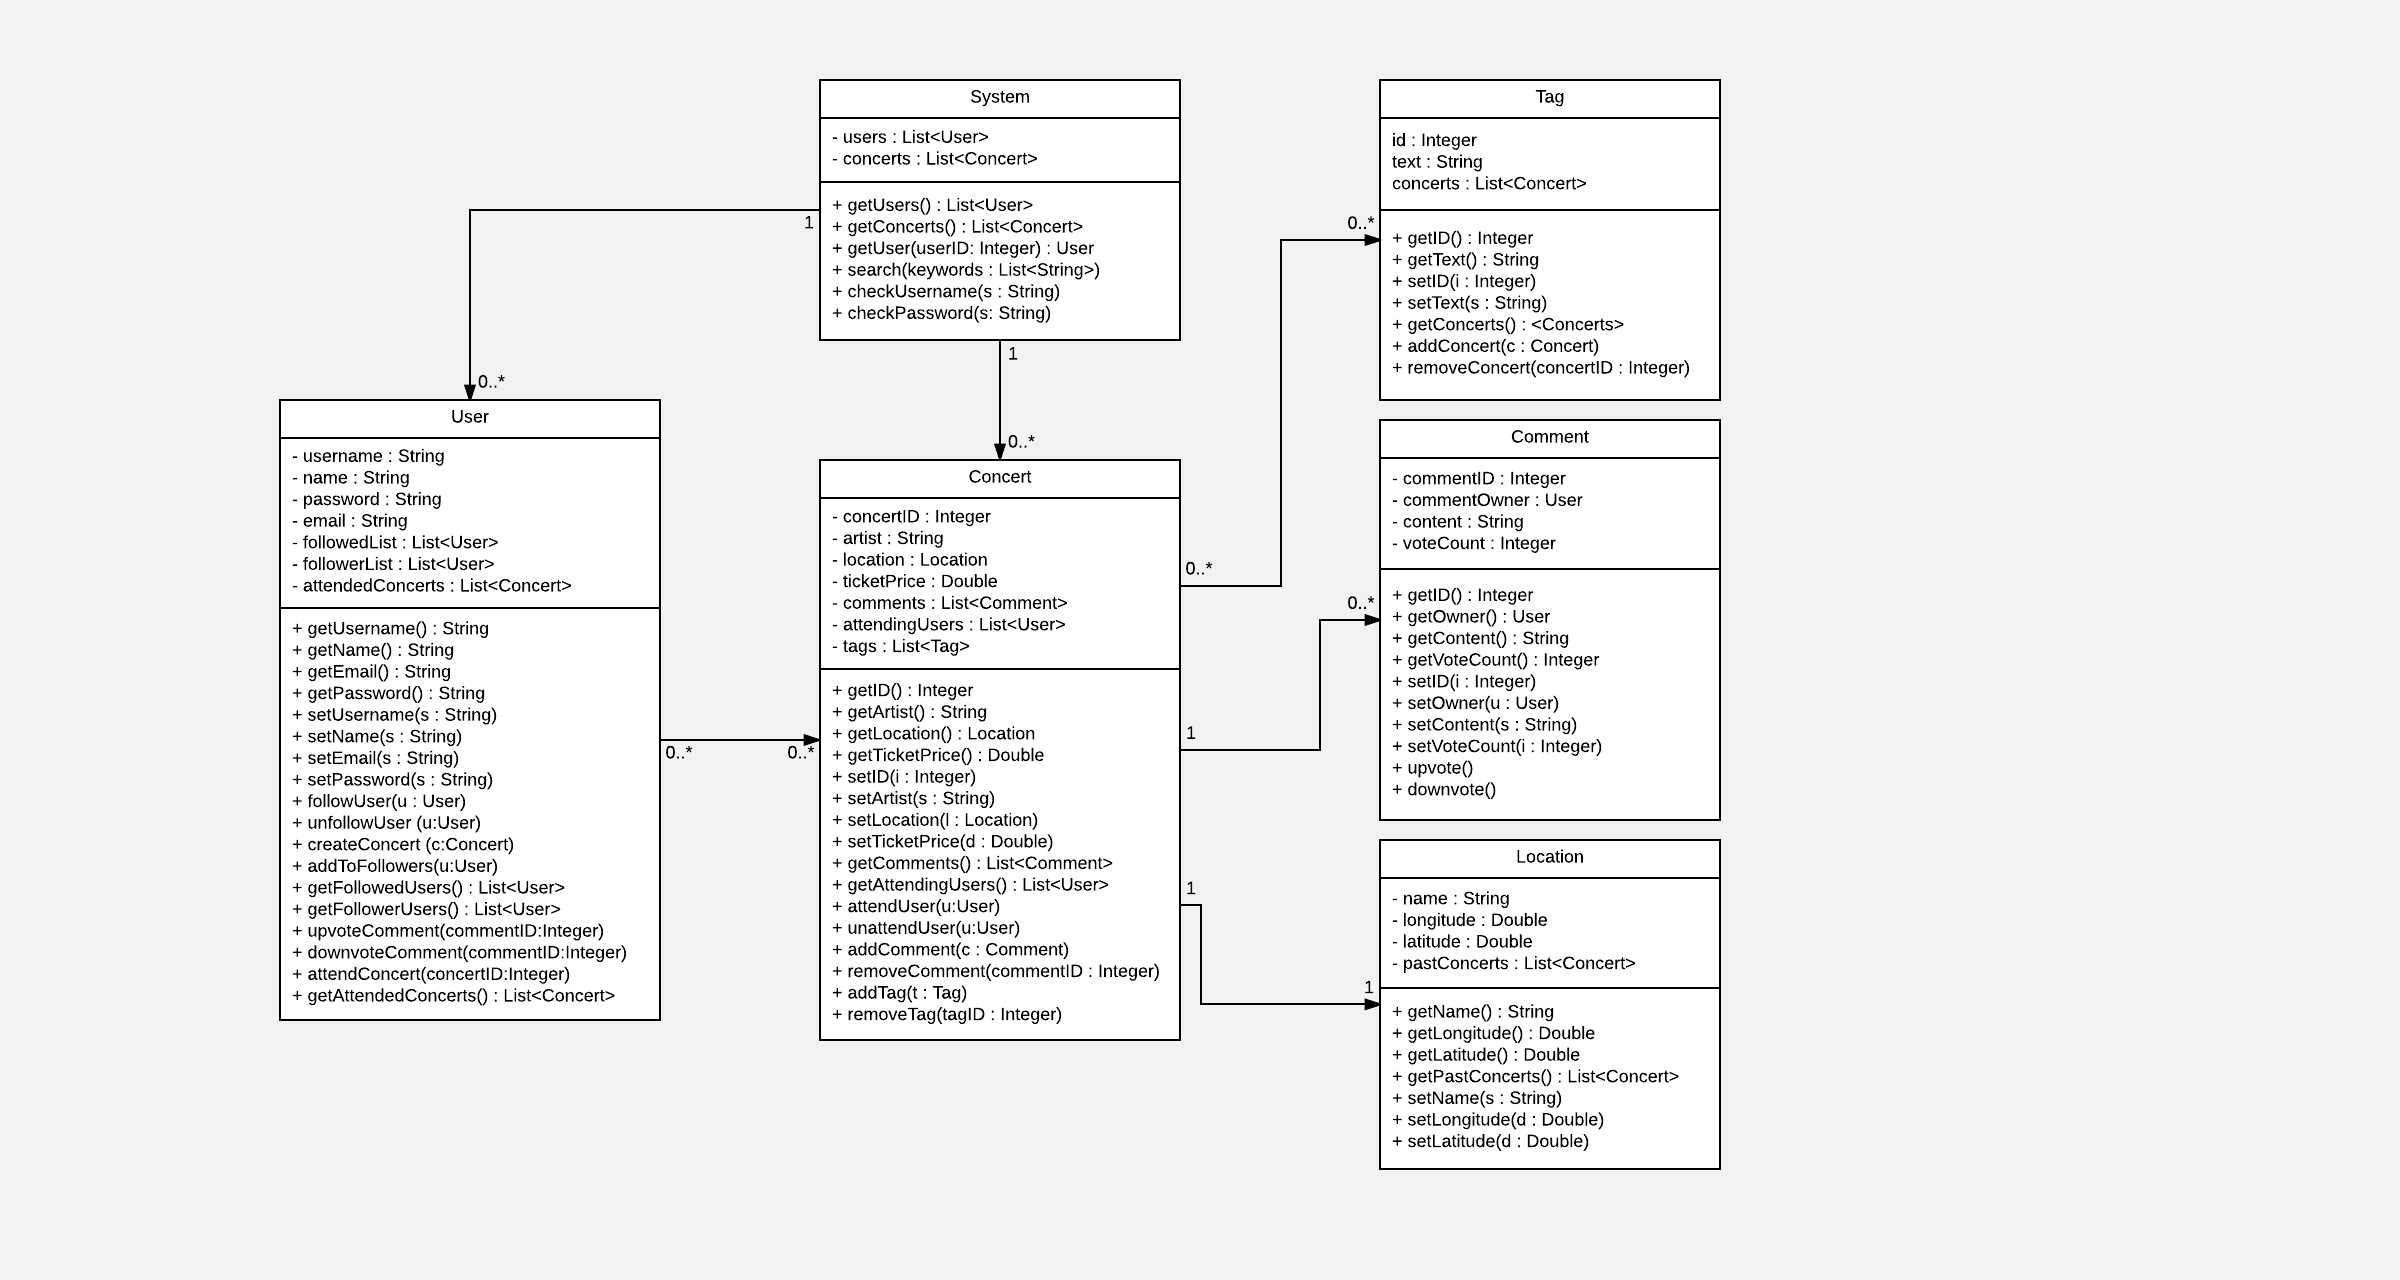 System
- users : List<User>
- concerts : List<Concert>
+ getUsers() : List<User>
+ getConcerts() : List<Concert>
+ getUser(userID: Integer) : User
+ search(keywords : List<String>)
+ checkUsername(s : String)
+ checkPassword(s: String)
1
0..*
1
0..*
User
- username : String
- name : String
- password : String
- email : String
- followedList : List<User>
- followerList : List<User>
- attendedConcerts : List<Concert>
+ getUsername() : String
+ getName() : String
+ getEmail() : String
+ getPassword() : String
+ setUsername(s : String)
+ setName(s : String)
+ setEmail(s : String)
+ setPassword(s : String)
+ followUser(u : User)
+ unfollowUser (u:User)
+ createConcert (c:Concert)
+ addToFollowers(u:User)
+ getFollowedUsers() : List<User>
+ getFollowerUsers() : List<User>
+ upvoteComment(commentID:Integer)
+ downvoteComment(commentID:Integer)
+ attendConcert(concertID:Integer)
+ getAttendedConcerts() : List<Concert>
0..*
0..*
Concert
- concertID : Integer
- artist : String
- location : Location
- ticketPrice : Double
- comments : List<Comment>
- attendingUsers : List<User>
- tags : List<Tag>
+ getID() : Integer
+ getArtist() : String
+ getLocation() : Location
+ getTicketPrice() : Double
+ setID(i : Integer)
+ setArtist(s : String)
+ setLocation(l : Location)
+ setTicketPrice(d : Double)
+ getComments() : List<Comment>
+ getAttendingUsers() : List<User>
+ attendUser(u:User)
+ unattendUser(u:User)
+ addComment(c : Comment)
+ removeComment(commentID : Integer)
+ addTag(t : Tag)
+ removeTag(tagID : Integer)
0..*
0..*
1
0..*
1
1
Tag
id : Integer
text : String
concerts : List<Concert>
+ getID() : Integer
+ getText() : String
+ setID(i : Integer)
+ setText(s : String)
+ getConcerts() : <Concerts>
+ addConcert(c : Concert)
+ removeConcert(concertID : Integer)
Comment
- commentID : Integer
- commentOwner : User
- content : String
- voteCount : Integer
+ getID() : Integer
+ getOwner() : User
+ getContent() : String
+ getVoteCount() : Integer
+ setID(i : Integer)
+ setOwner(u : User)
+ setContent(s : String)
+ setVoteCount(i : Integer)
+ upvote()
+ downvote()
Location
- name : String
- longitude : Double
- latitude : Double
- pastConcerts : List<Concert>
+ getName() : String
+ getLongitude() : Double
+ getLatitude() : Double
+ getPastConcerts() : List<Concert>
+ setName(s : String)
+ setLongitude(d : Double)
+ setLatitude(d : Double)